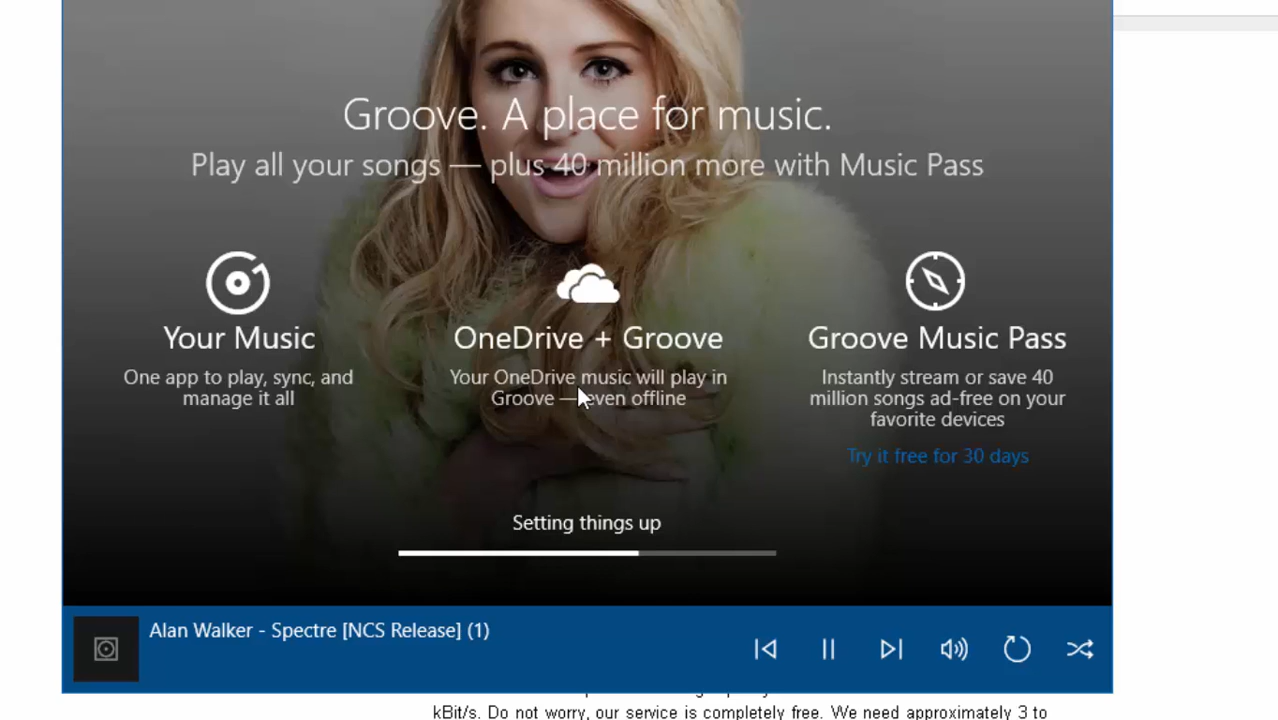 Groove. A place for music.
Play all your songs — plus 40 million more with Music Pass
Your Music
One app to play, sync, and
manage it all
OneDrive + Groove
Your OneDrive music will play in
Groove — even offline
Groove Music Pass
Instantly stream or save 40
million songs ad-free on your
favorite devices
Try it free for 30 days
Setting things up
Alan Walker - Spectre [NCS Release] (1)
kBit/s. Do not worry, our service is completely free. We need approximately 3 to